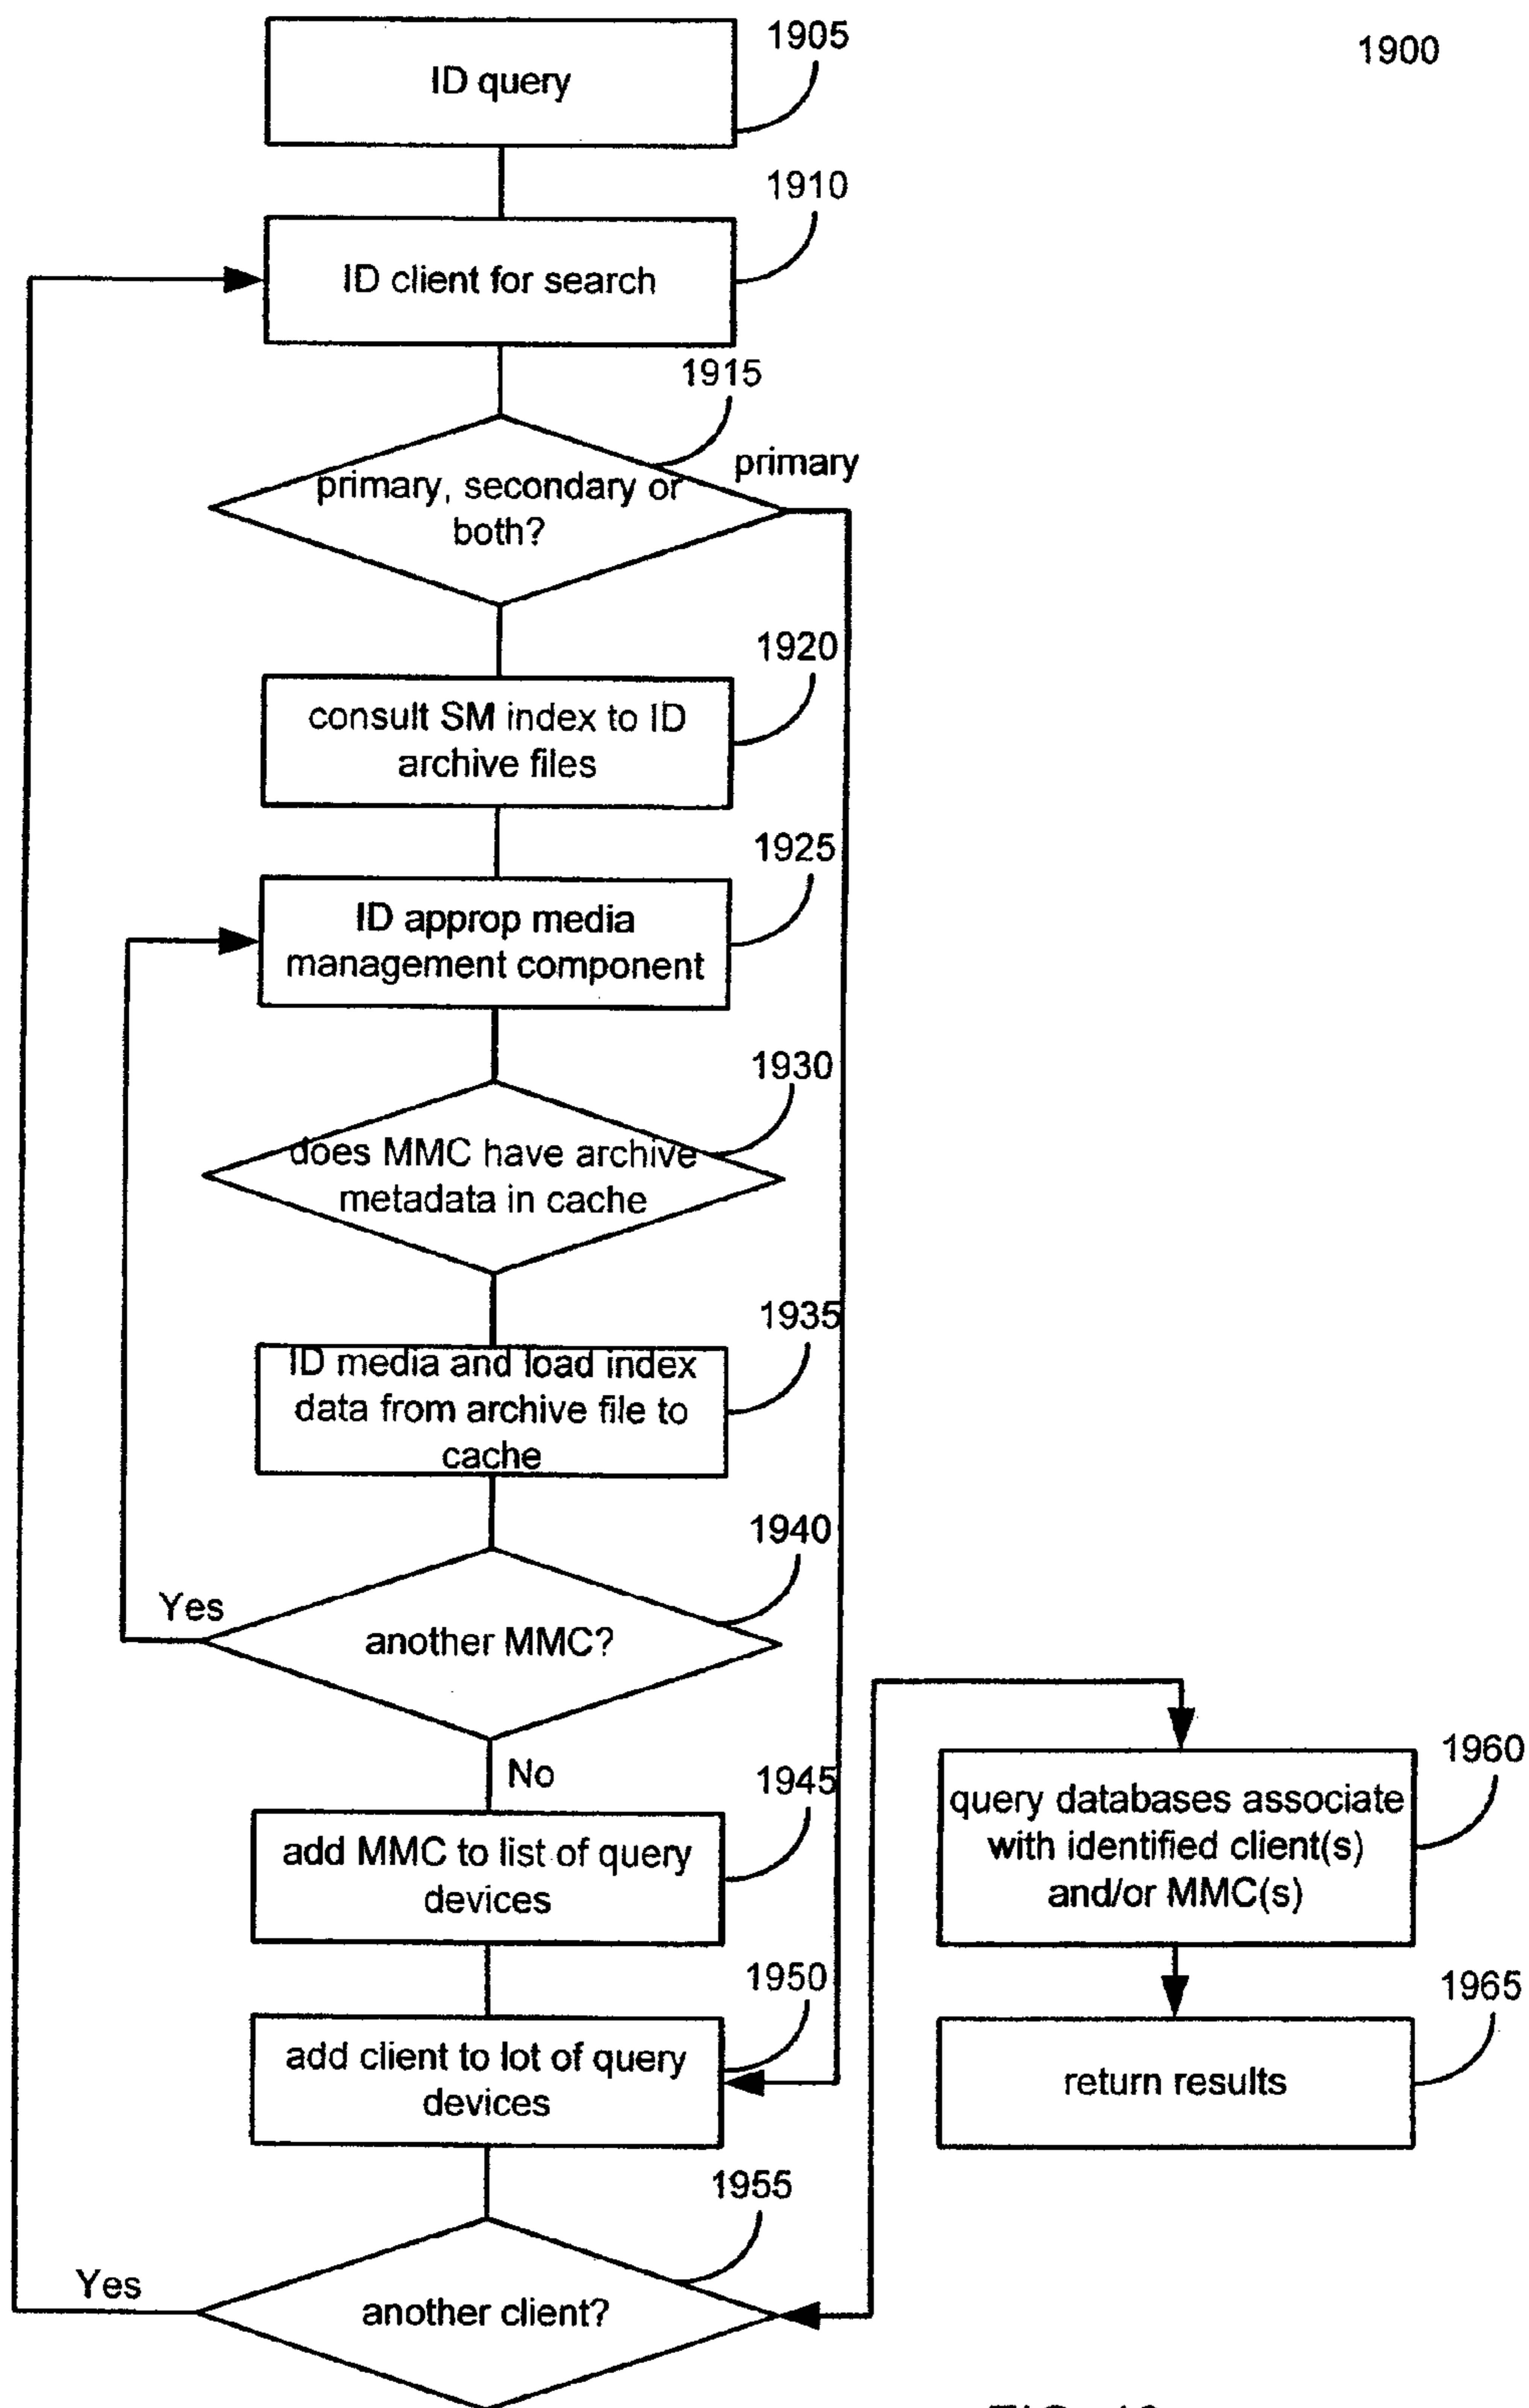 1900
1905
ID query
1910
ID client for search
1915
primary
primary, secondary or
both?
1920
consult SM index to ID
archive files
1925
ID approp media
management component
1930
does MMC have archive
metadata in cache
1935
ID media and load index
data from archive file to
cache
1940
Yes
another MMC?
No
1945
add MMC to list of query
devices
1950
add client to lot of query
devices
1955
Yes
another client?
1960
query databases associate
with identified client(s)
and/or MMC(s)
1965
return results